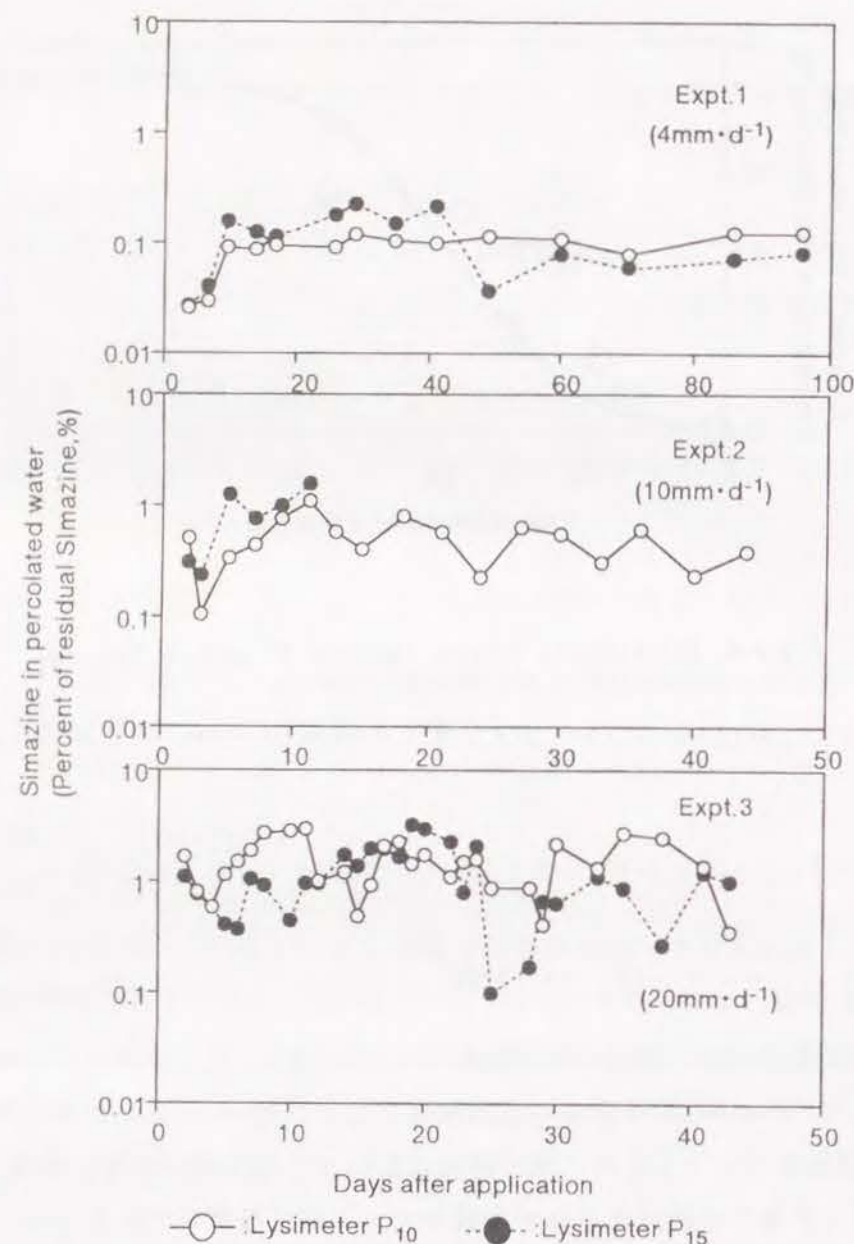 Simazine in percolated water
(Percent of residual SImazine,%)
10
1
0.1
0.01
Expt.1
(4mm·d⁻¹)
0 20 40 60 80 100
10
1
0.1
0.01
Expt.2
(10mm·d⁻¹)
0 10 20 30 40 50
10
1
0.1
0.01
Expt.3
(20mm·d⁻¹)
0 10 20 30 40 50
Days after application
:Lysimeter P₁₀ :Lysimeter P₁₅